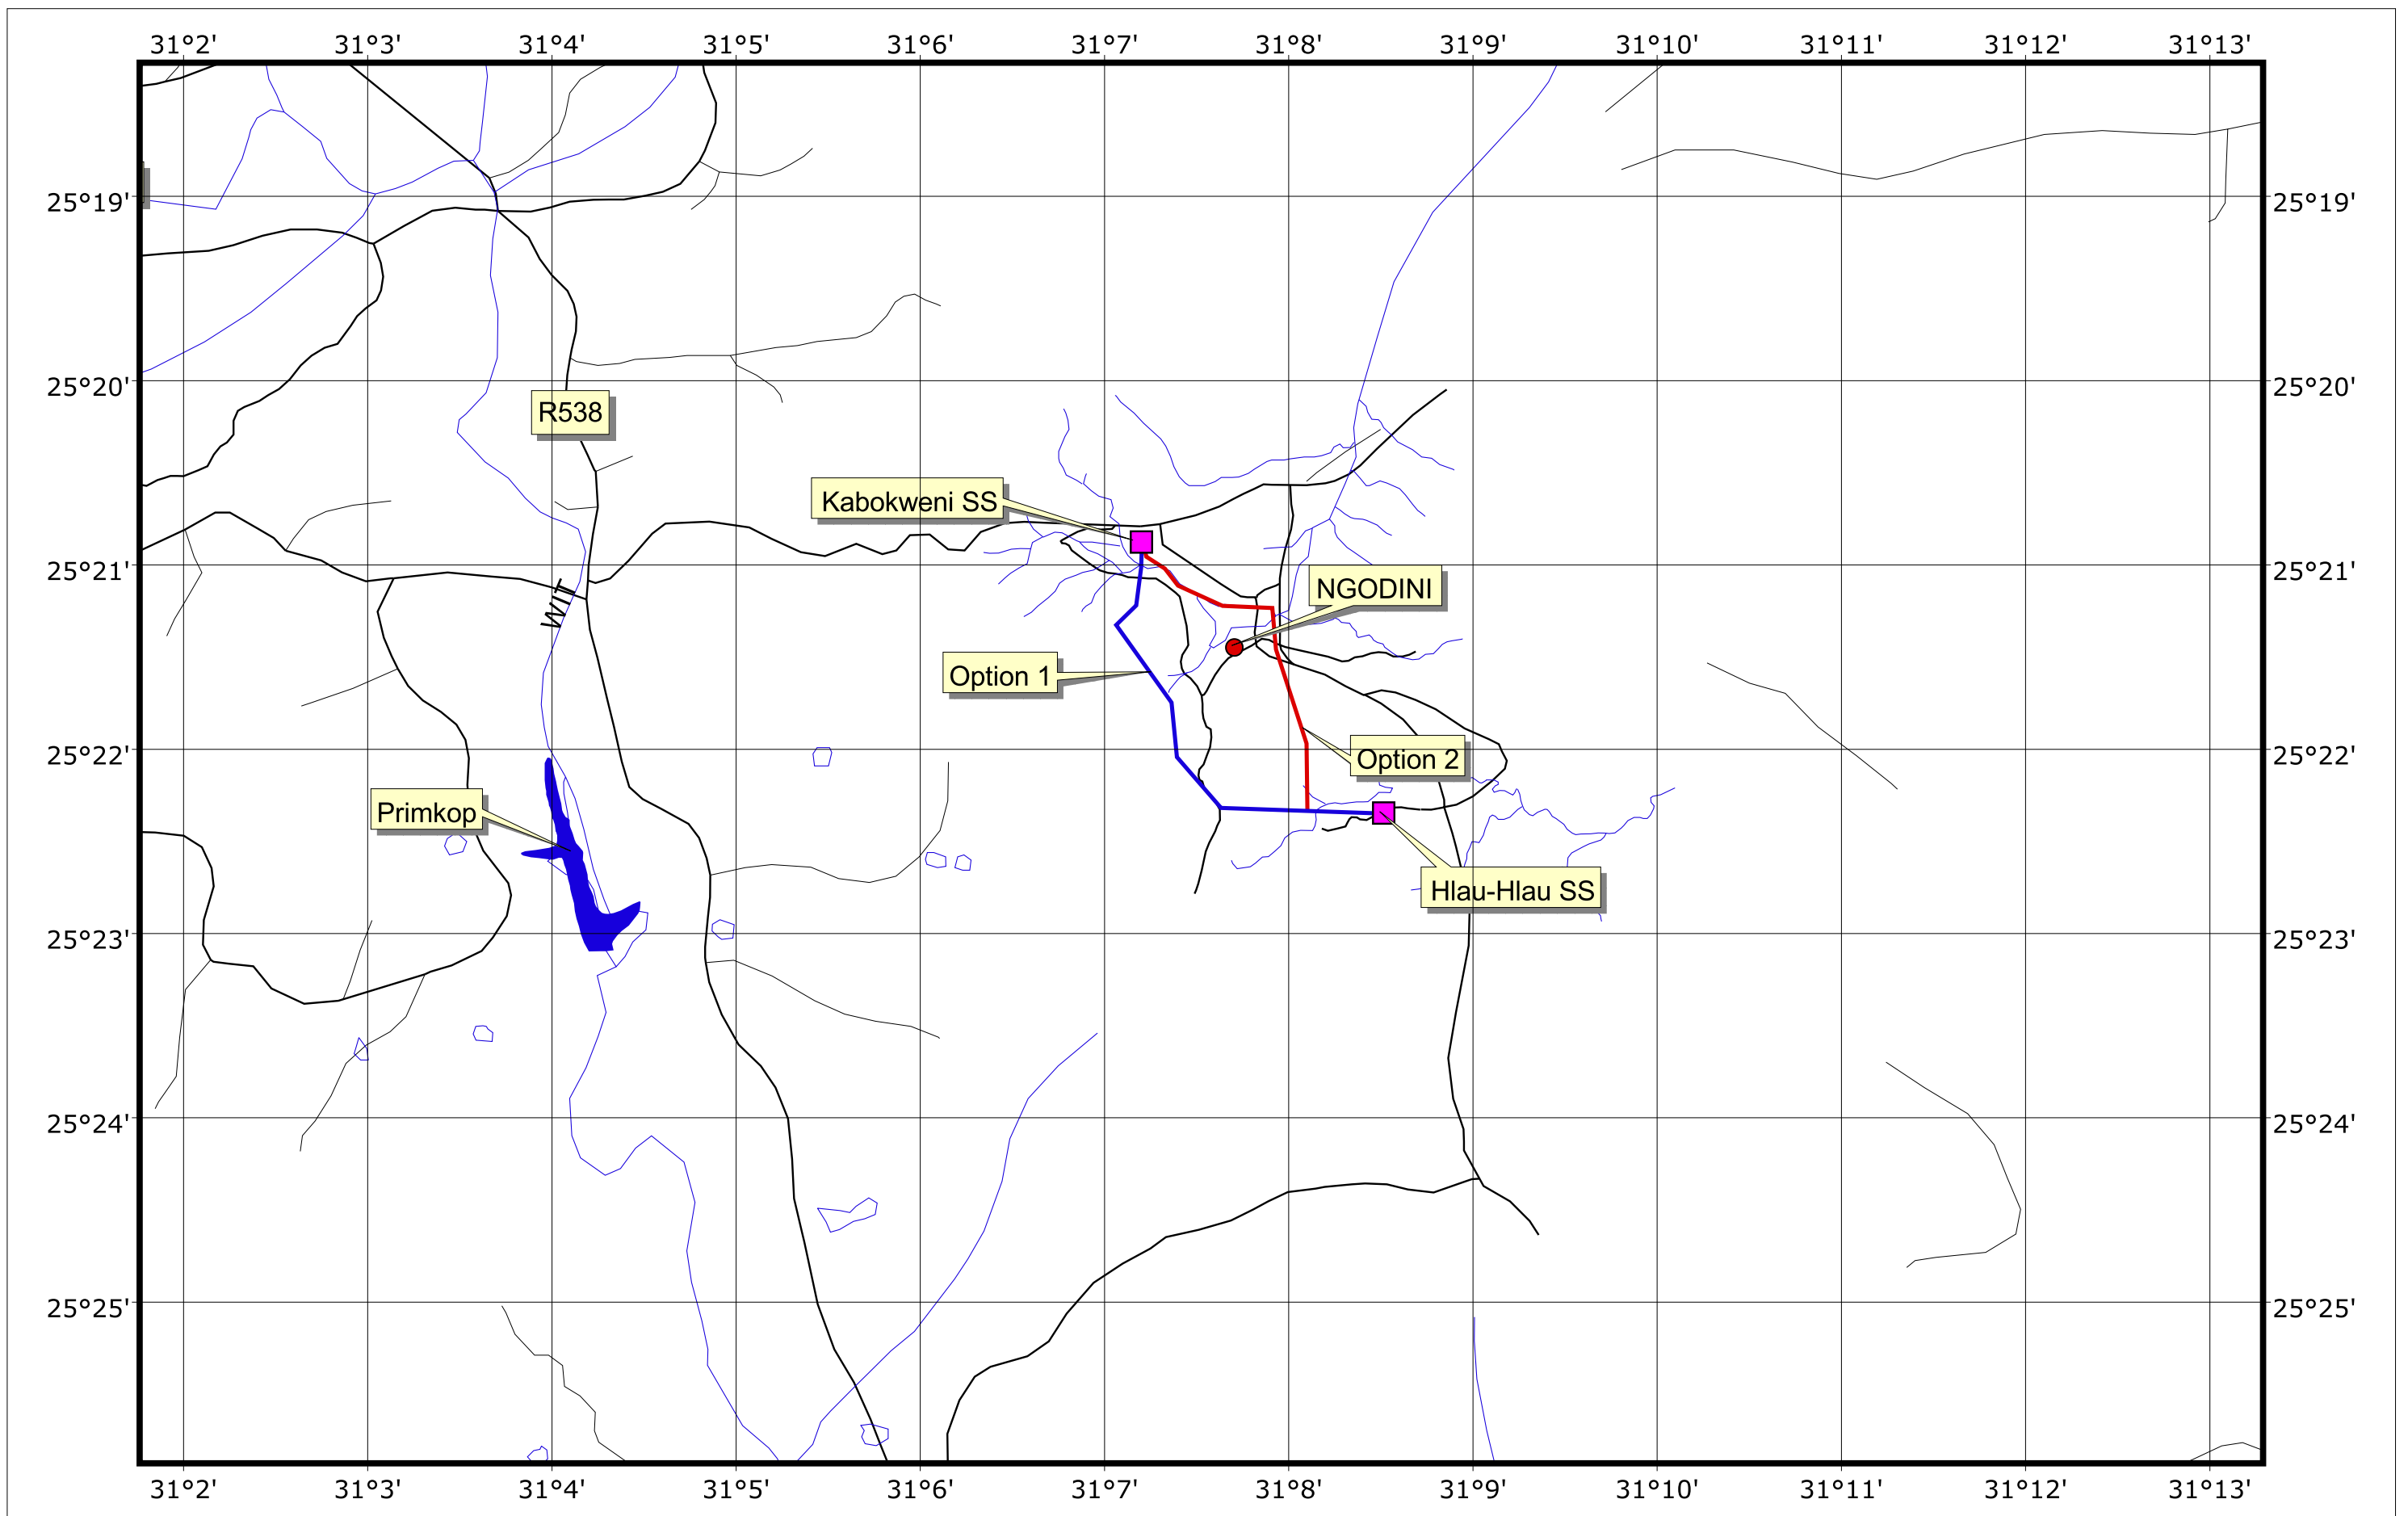 31°2' 31°3' 31°4' 31°5' 31°6' 31°7' 31°8' 31°9' 31°10' 31°11' 31°12' 31°13'
25°19' 25°19'
25°20' 25°20'
R538
Kabokweni SS
25°21' 25°21'
NGODINI
WIT
Option 1
25°22' 25°22'
Option 2
Primkop
Hlau-Hlau SS
25°23' 25°23'
25°24' 25°24'
25°25' 25°25'
31°2' 31°3' 31°4' 31°5' 31°6' 31°7' 31°8' 31°9' 31°10' 31°11' 31°12' 31°13'